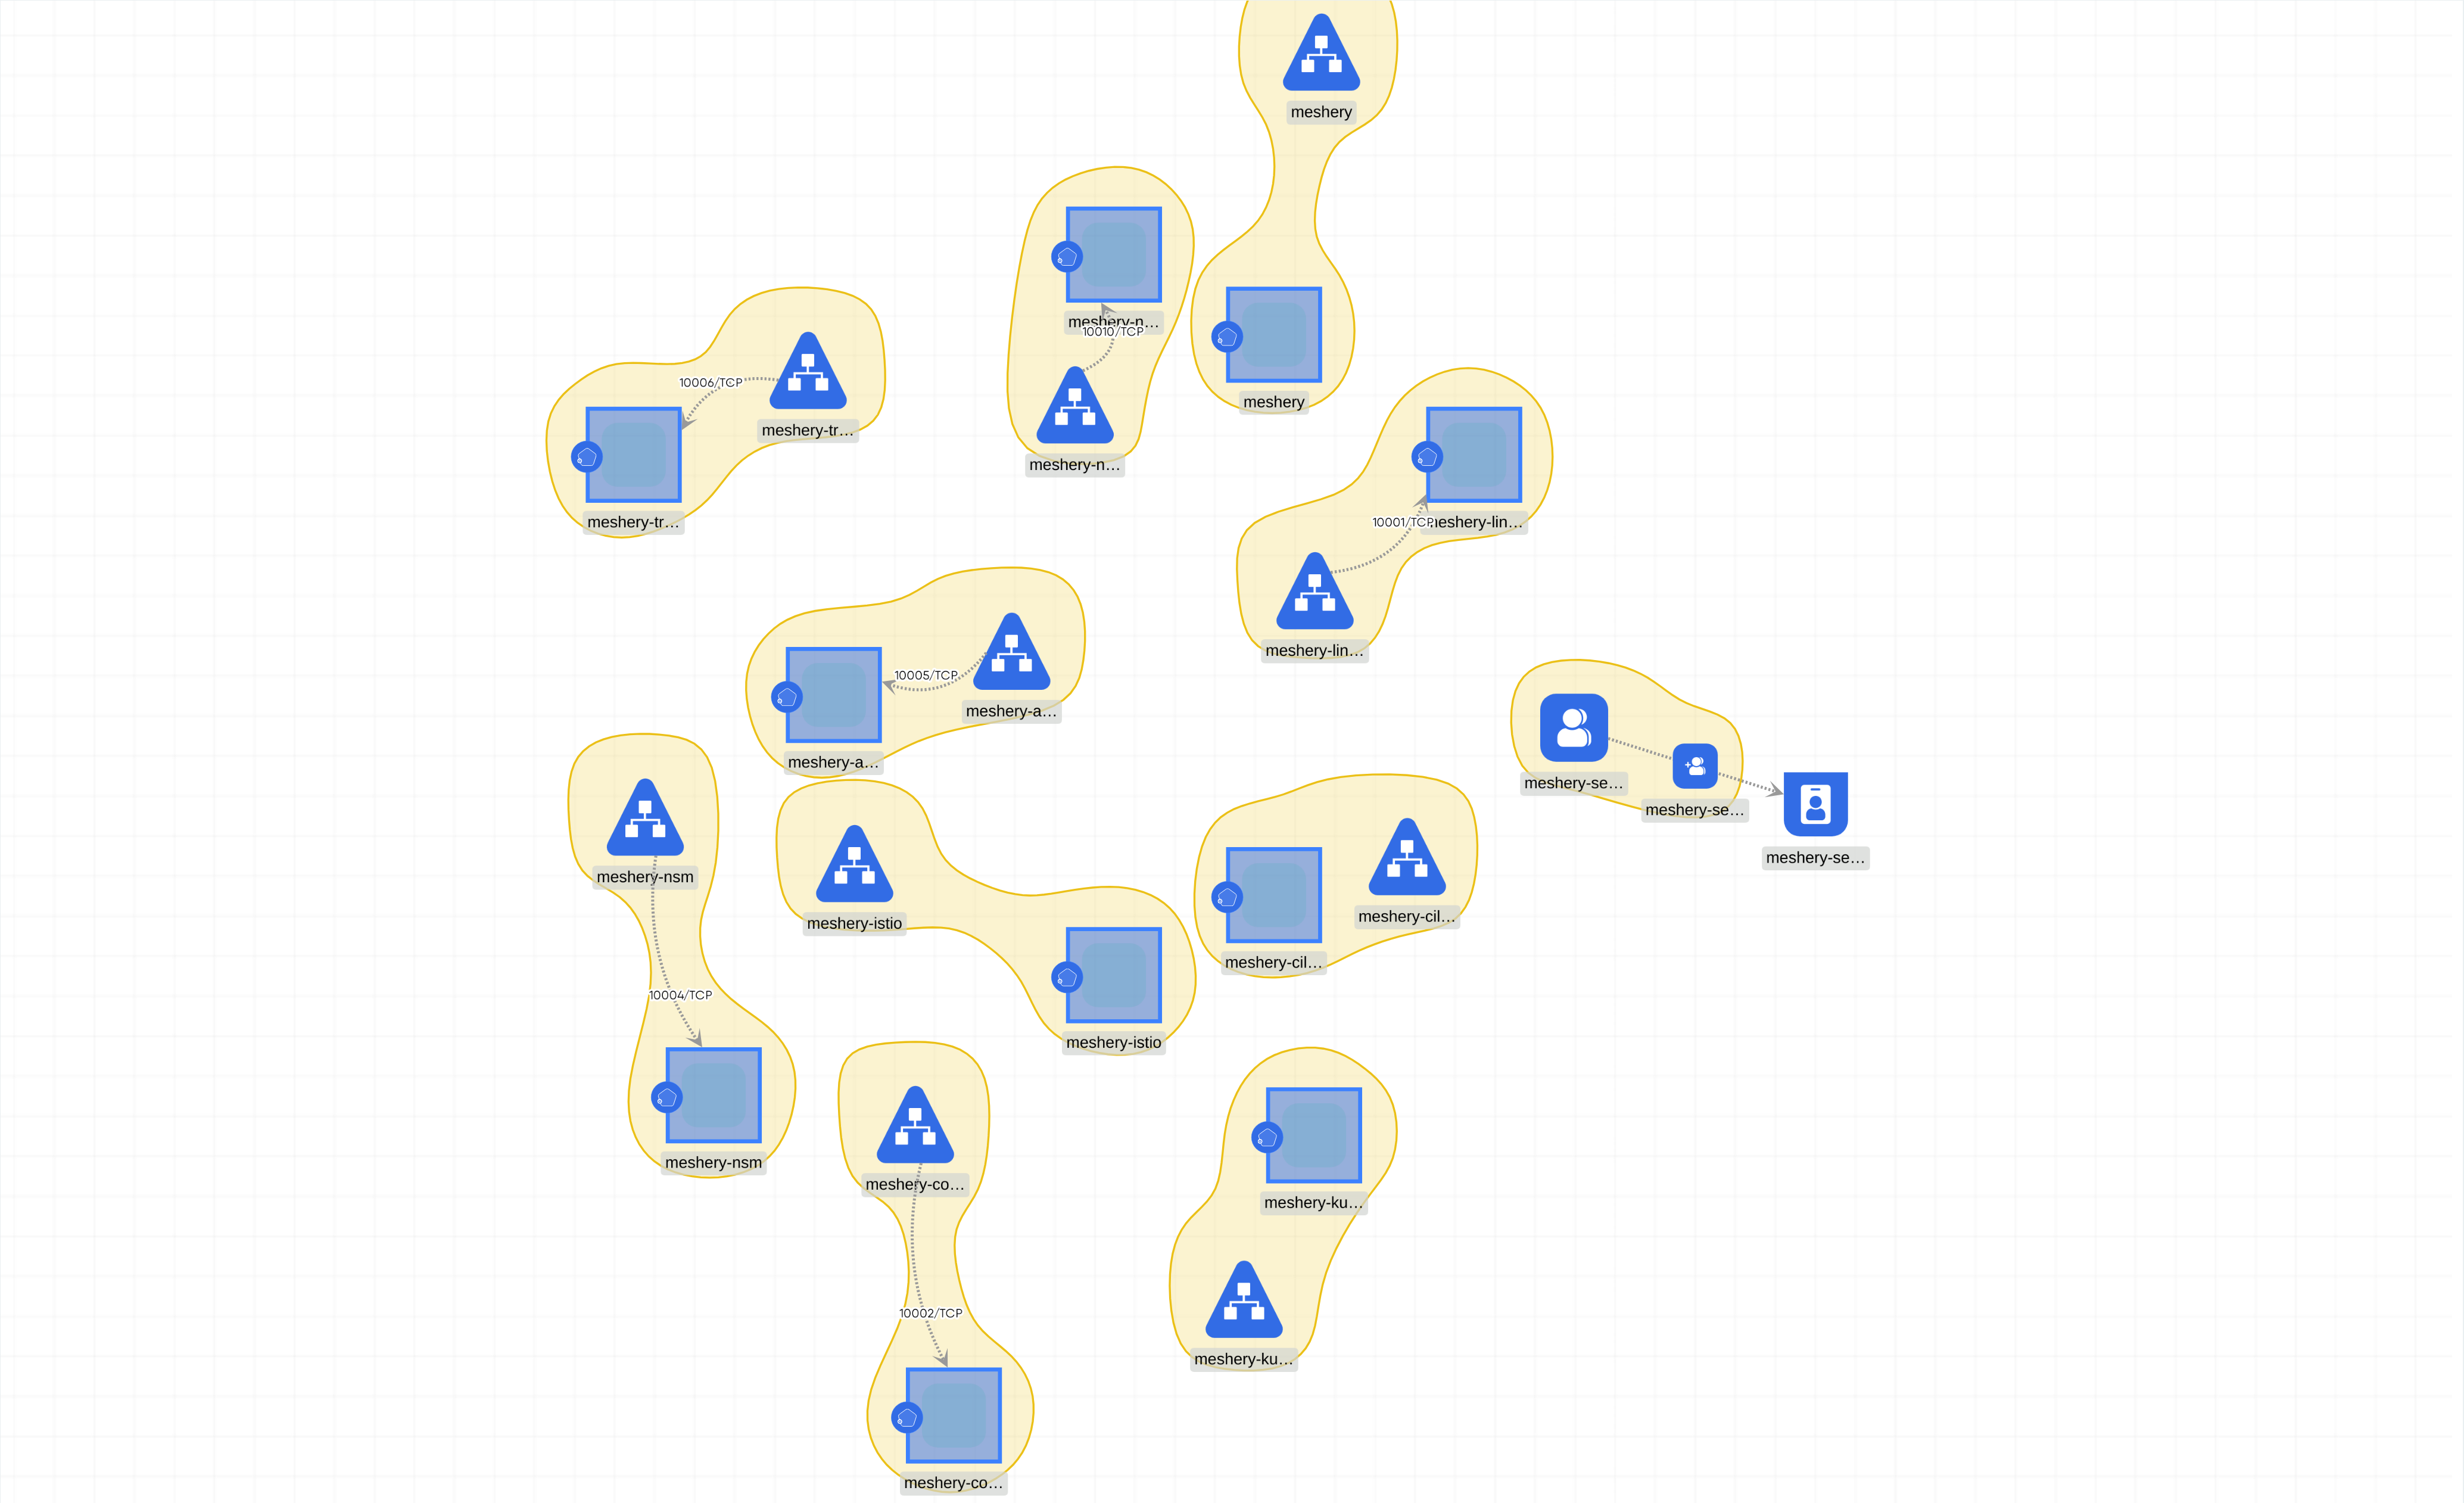 meshery
meshery-n…
10010/TCP
meshery-n…
meshery
10006/TCP
meshery-tr…
meshery-tr…
10001/TCP
meshery-lin…
meshery-lin…
10005/TCP
meshery-a…
meshery-a…
meshery-se…
meshery-se…
meshery-se…
meshery-nsm
10004/TCP
meshery-nsm
meshery-istio
meshery-istio
meshery-cil…
meshery-cil…
meshery-co…
10002/TCP
meshery-co…
meshery-ku…
meshery-ku…